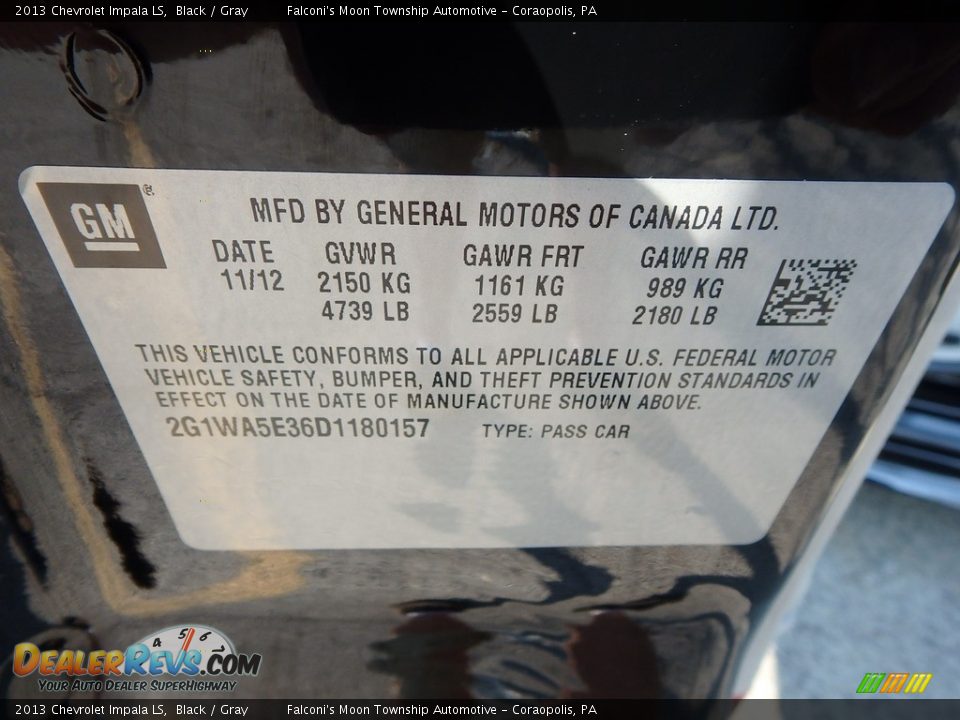 2013 Chevrolet Impala LS, Black / Gray Falconi's Moon Township Automotive - Coraopolis, PA
GM®
MFD BY GENERAL MOTORS OF CANADA LTD.
DATE GVWR GAWR FRT GAWR RR
11/12 2150 KG 1161 KG 989 KG
4739 LB 2559 LB 2180 LB
THIS VEHICLE CONFORMS TO ALL APPLICABLE U.S. FEDERAL MOTOR
VEHICLE SAFETY, BUMPER, AND THEFT PREVENTION STANDARDS IN
EFFECT ON THE DATE OF MANUFACTURE SHOWN ABOVE.
2G1WA5E36D1180157 TYPE: PASS CAR
4 5 6
DEALERREVS.COM
YOUR AUTO DEALER SUPERHIGHWAY
2013 Chevrolet Impala LS, Black / Gray Falconi's Moon Township Automotive - Coraopolis, PA